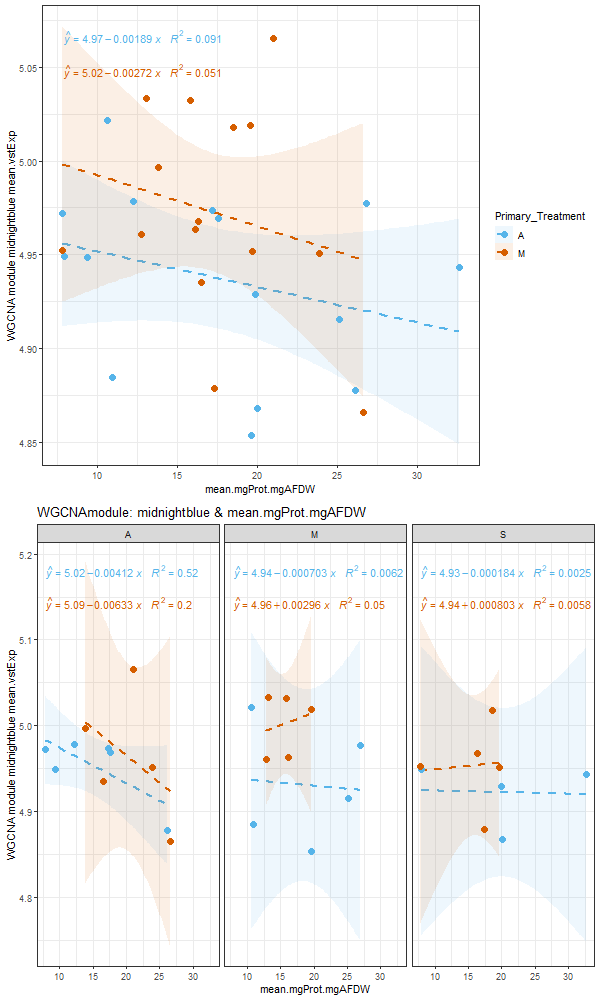 ŷ = 4.97 − 0.00189 x R² = 0.091
ŷ = 5.02 − 0.00272 x R² = 0.051
5.05
5.00
4.95
4.90
4.85
WGCNA module midnightblue mean.vstExp
10 15 20 25 30
mean.mgProt.mgAFDW
Primary_Treatment
A
M
WGCNAmodule: midnightblue & mean.mgProt.mgAFDW
A M S
ŷ = 5.02 − 0.00412 x R² = 0.52
ŷ = 5.09 − 0.00633 x R² = 0.2
ŷ = 4.94 − 0.000703 x R² = 0.0062
ŷ = 4.96 + 0.00296 x R² = 0.05
ŷ = 4.93 − 0.000184 x R² = 0.0025
ŷ = 4.94 + 0.000803 x R² = 0.0058
5.2
5.1
5.0
4.9
4.8
WGCNA module midnightblue mean.vstExp
10 15 20 25 30 10 15 20 25 30 10 15 20 25 30
mean.mgProt.mgAFDW